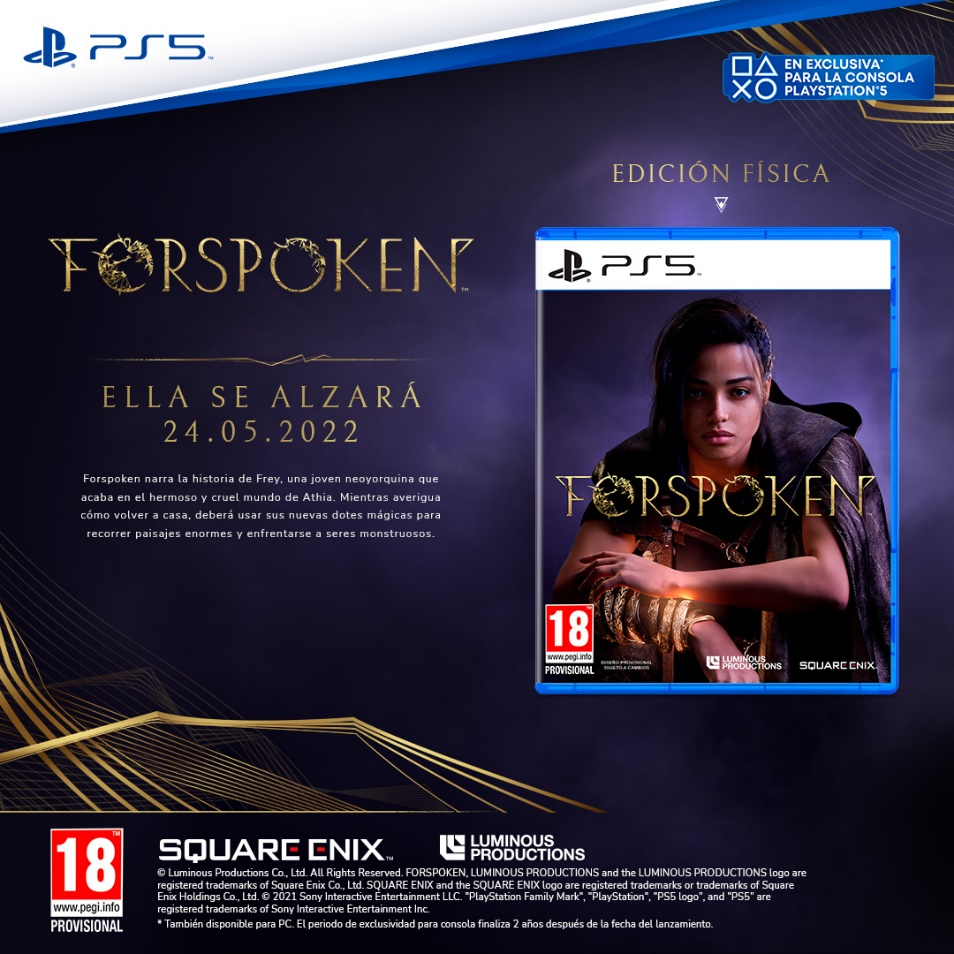 PS5
EN EXCLUSIVA*
PARA LA CONSOLA
PLAYSTATION®5
EDICIÓN FÍSICA
FORSPOKEN™
ELLA SE ALZARÁ
24.05.2022
Forspoken narra la historia de Frey, una joven neoyorquina que
acaba en el hermoso y cruel mundo de Athia. Mientras averigua
cómo volver a casa, deberá usar sus nuevas dotes mágicas para
recorrer paisajes enormes y enfrentarse a seres monstruosos.
PS5
FORSPOKEN
18
www.pegi.info
PROVISIONAL
DISEÑO PROVISIONAL
SUJETO A CAMBIOS
LUMINOUS
PRODUCTIONS
SQUARE ENIX
18™
www.pegi.info
PROVISIONAL
SQUARE ENIX™
LUMINOUS
PRODUCTIONS
© Luminous Productions Co., Ltd. All Rights Reserved. FORSPOKEN, LUMINOUS PRODUCTIONS and the LUMINOUS PRODUCTIONS logo are
registered trademarks of Square Enix Co., Ltd. SQUARE ENIX and the SQUARE ENIX logo are registered trademarks or trademarks of Square
Enix Holdings Co., Ltd. © 2021 Sony Interactive Entertainment LLC. "PlayStation Family Mark", "PlayStation", "PS5 logo", and "PS5" are
registered trademarks of Sony Interactive Entertainment Inc.
* También disponible para PC. El periodo de exclusividad para consola finaliza 2 años después de la fecha del lanzamiento.